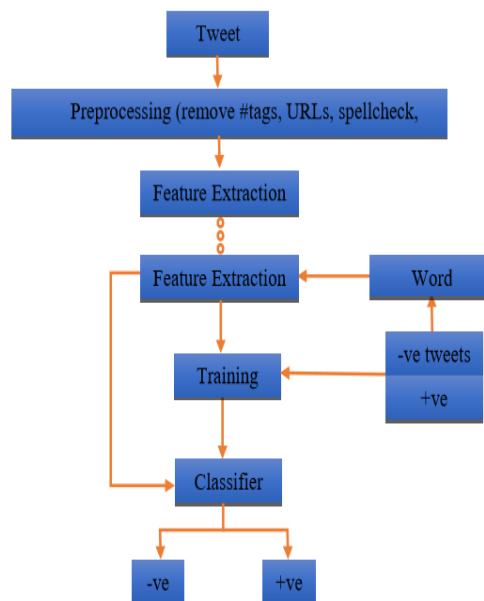 Tweet
Preprocessing (remove #tags, URLs, spellcheck,
Feature Extraction
Feature Extraction
Word
-ve tweets
+ve
Training
Classifier
-ve
+ve